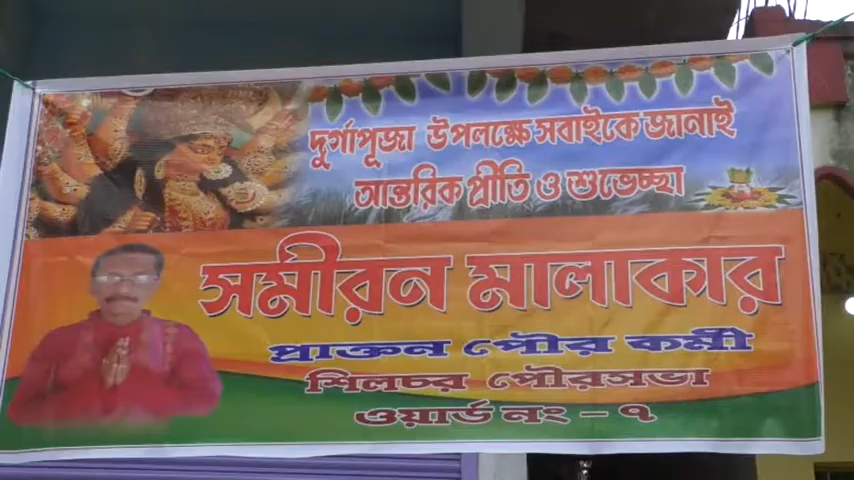 দুর্গাপূজা উপলক্ষে সবাইকে জানাই
আন্তরিক প্রীতি ও শুভেচ্ছা
সমীরন মালাকার
প্রাক্তন পৌর কর্মী
শিলচর পৌরসভা
ওয়ার্ড নং - ৭